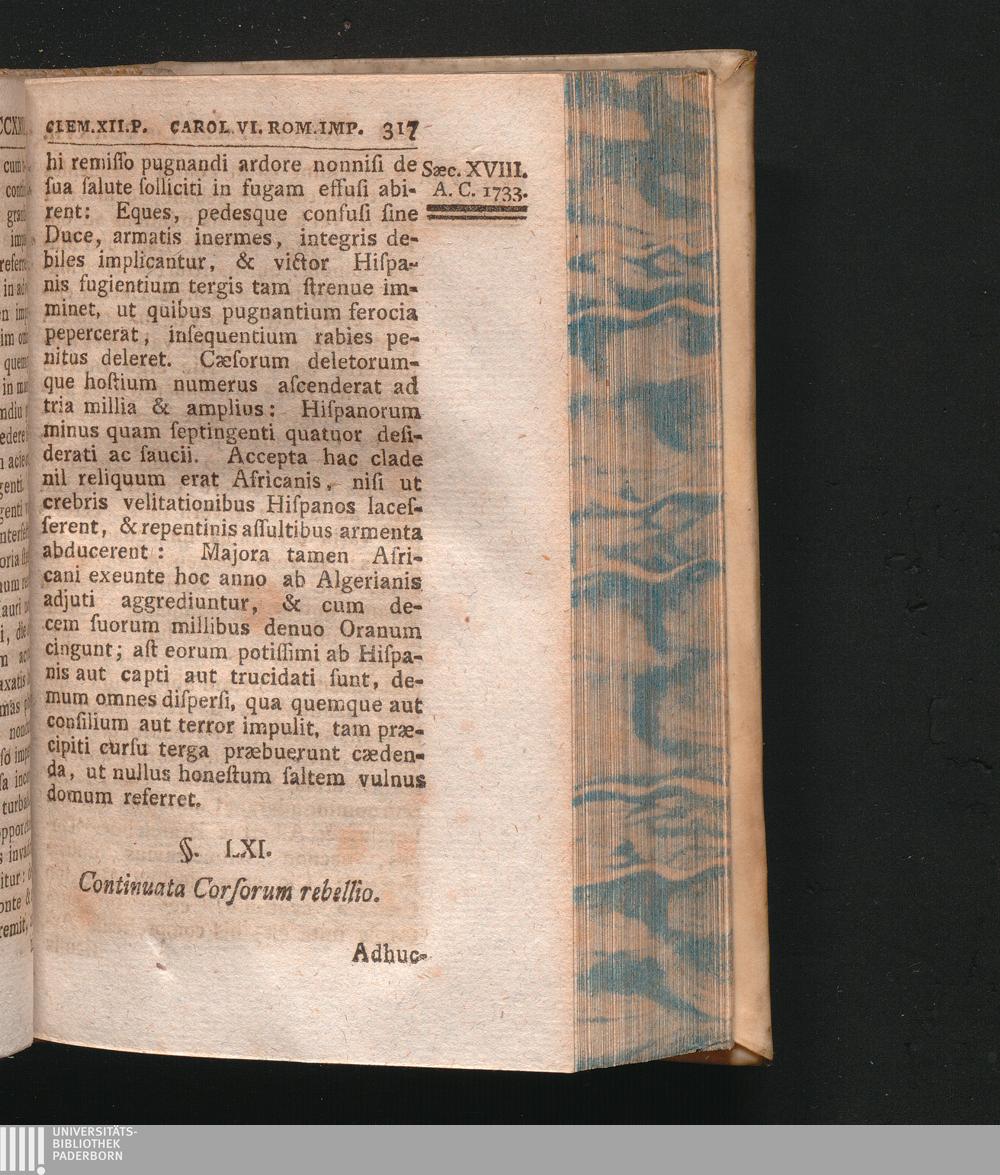 CLEM.XII.P. CAROL.VI.ROM.IMP. 317
Sæc. XVIII.
A. C. 1733.
hi remiſſo pugnandi ardore nonniſi de
ſua ſalute ſolliciti in fugam effuſi abi-
rent: Eques, pedesque confuſi ſine
Duce, armatis inermes, integris de-
biles implicantur, & victor Hiſpa-
nis fugientium tergis tam ſtrenue im-
minet, ut quibus pugnantium ferocia
pepercerat, inſequentium rabies pe-
nitus deleret. Cæſorum deletorum-
que hoſtium numerus aſcenderat ad
tria millia & amplius: Hiſpanorum
minus quam ſeptingenti quatuor deſi-
derati ac ſaucii. Accepta hac clade
nil reliquum erat Africanis, niſi ut
crebris velitationibus Hiſpanos laceſ-
ſerent, & repentinis aſſultibus armenta
abducerent: Majora tamen Afri-
cani exeunte hoc anno ab Algerianis
adjuti aggrediuntur, & cum de-
cem ſuorum millibus denuo Oranum
cingunt; aſt eorum potiſſimi ab Hiſpa-
nis aut capti aut trucidati ſunt, de-
mum omnes diſperſi, qua quemque aut
conſilium aut terror impulit, tam præ-
cipiti curſu terga præbuerunt cæden-
da, ut nullus honeſtum ſaltem vulnus
domum referret.
§. LXI.
Continuata Corſorum rebellio.
Adhuc-
UNIVERSITÄTS-
BIBLIOTHEK
PADERBORN